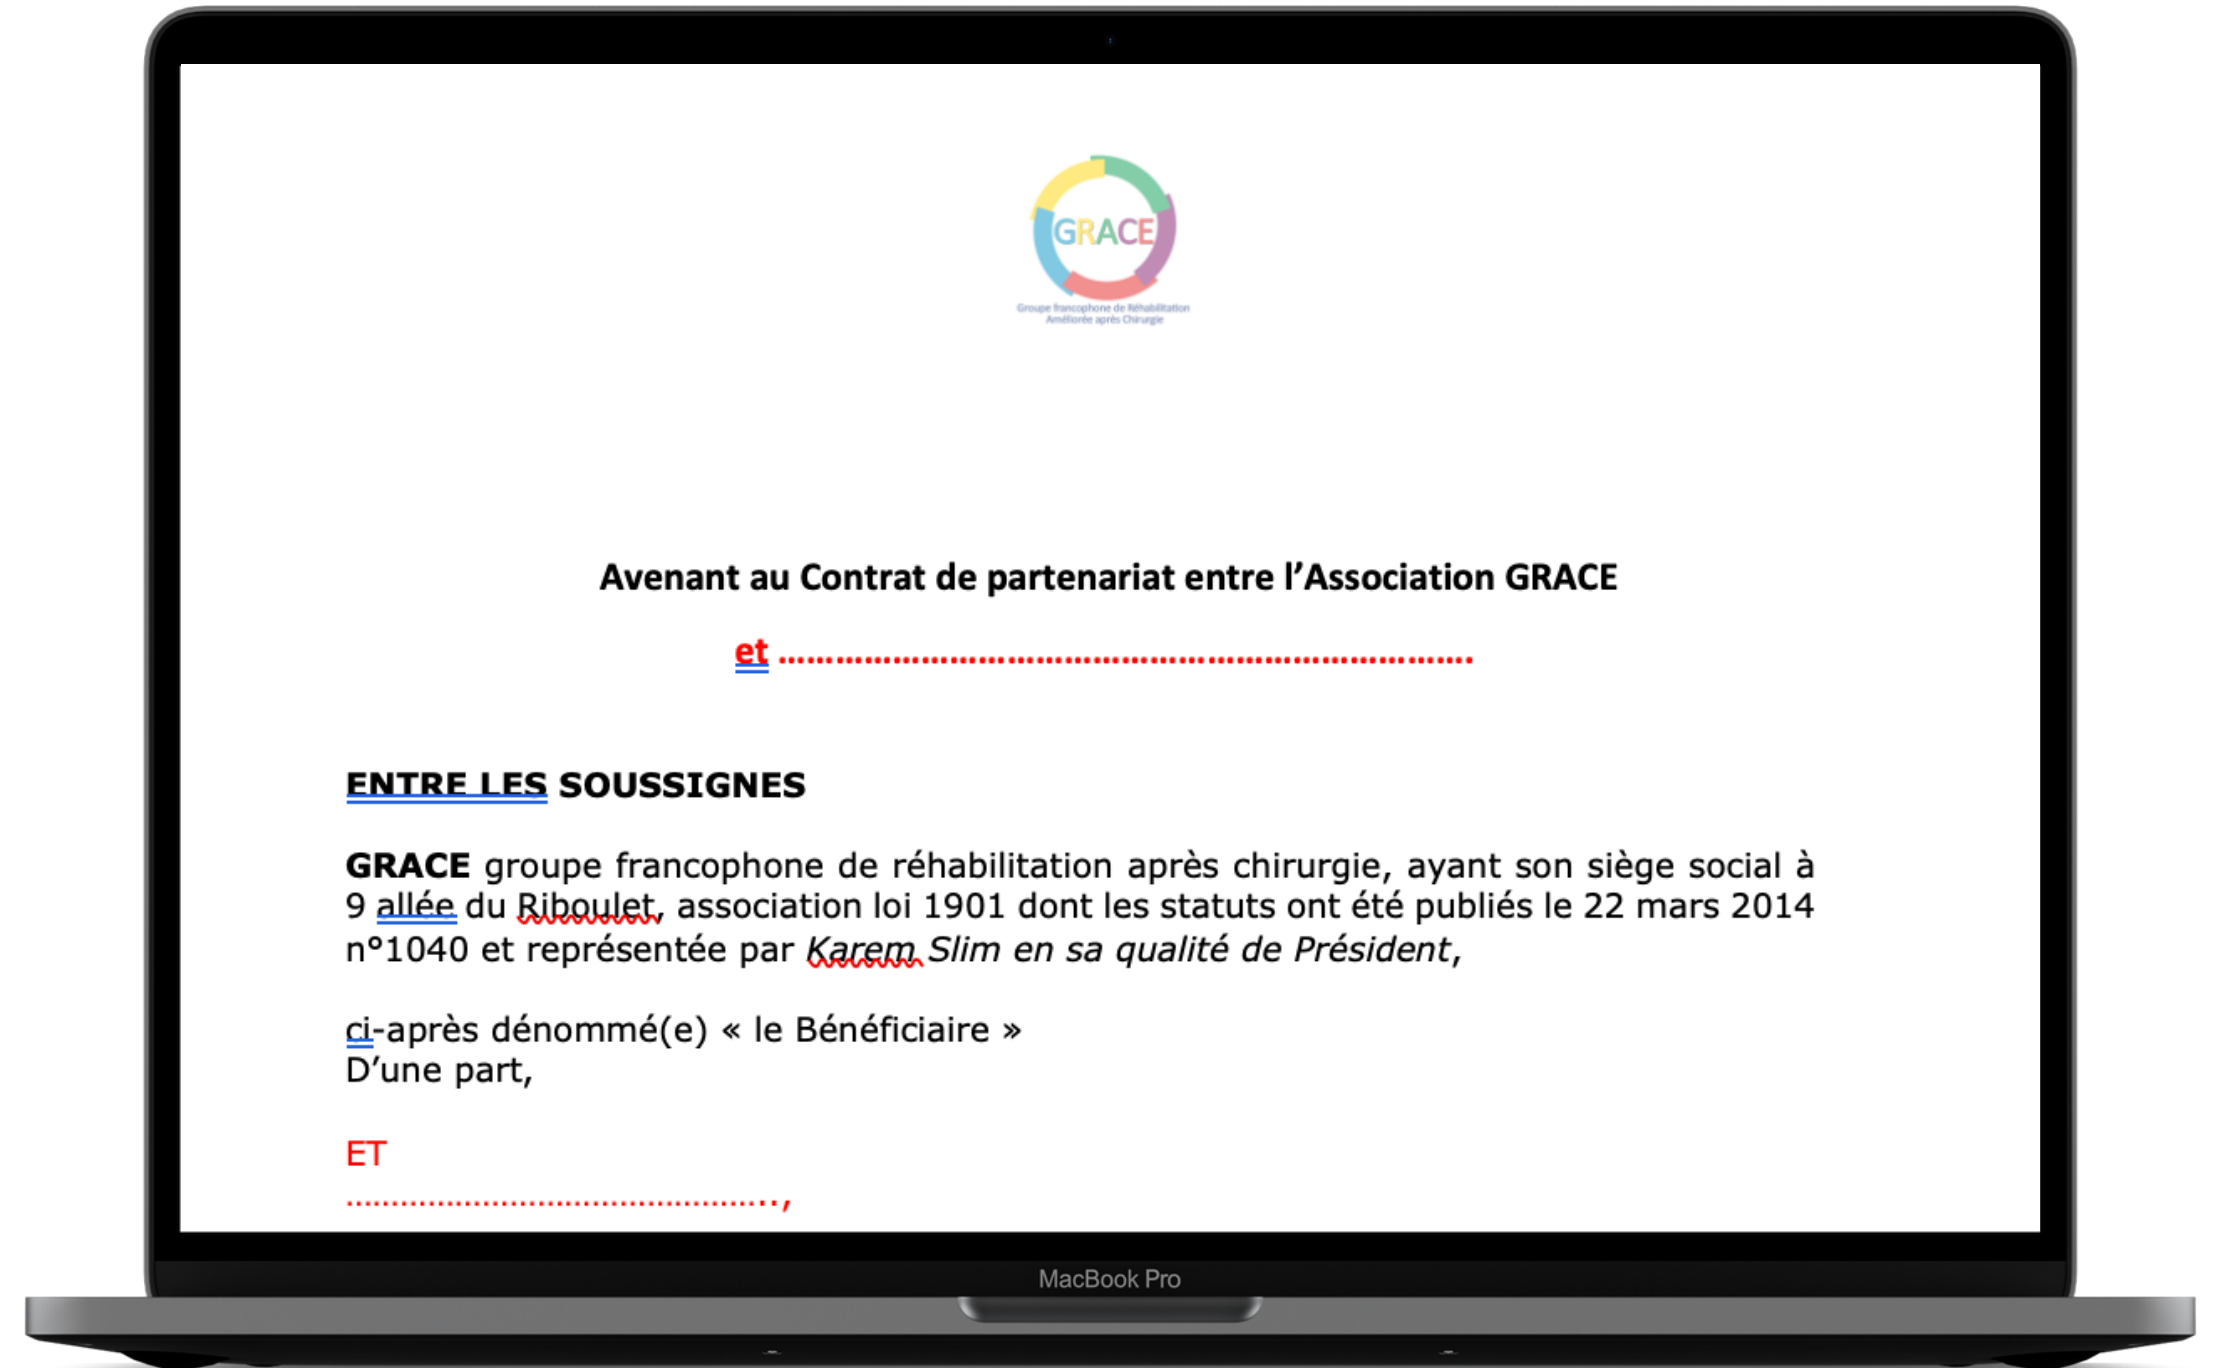 GRACE
Groupe francophone de Réhabilitation
Améliorée après Chirurgie
Avenant au Contrat de partenariat entre l’Association GRACE
et ……………………………………………………………….
ENTRE LES SOUSSIGNES
GRACE groupe francophone de réhabilitation après chirurgie, ayant son siège social à
9 allée du Riboulet, association loi 1901 dont les statuts ont été publiés le 22 mars 2014
n°1040 et représentée par Karem Slim en sa qualité de Président,
ci-après dénommé(e) « le Bénéficiaire »
D’une part,
ET
………………………………………..,
MacBook Pro